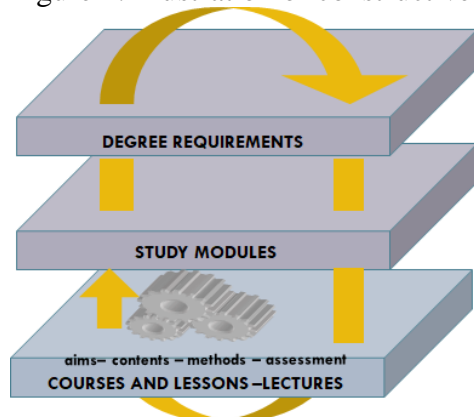 DEGREE REQUIREMENTS
STUDY MODULES
aims– contents – methods – assessment
COURSES AND LESSONS –LECTURES